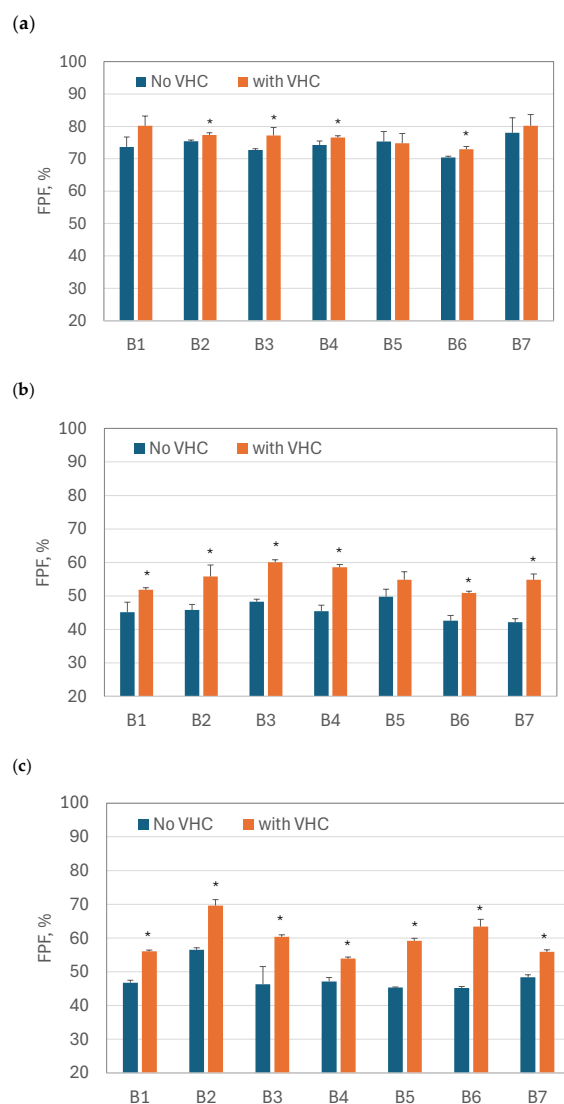 (a)
100
No VHC with VHC
90
80
* * * *
70
60
50
40
30
20
FPF, %
B1 B2 B3 B4 B5 B6 B7
(b)
100
No VHC with VHC
90
80
70
60
* * * * * *
50
40
30
20
FPF, %
B1 B2 B3 B4 B5 B6 B7
(c)
100
No VHC with VHC
90
80
70
* * * * * * *
60
50
40
30
20
FPF, %
B1 B2 B3 B4 B5 B6 B7